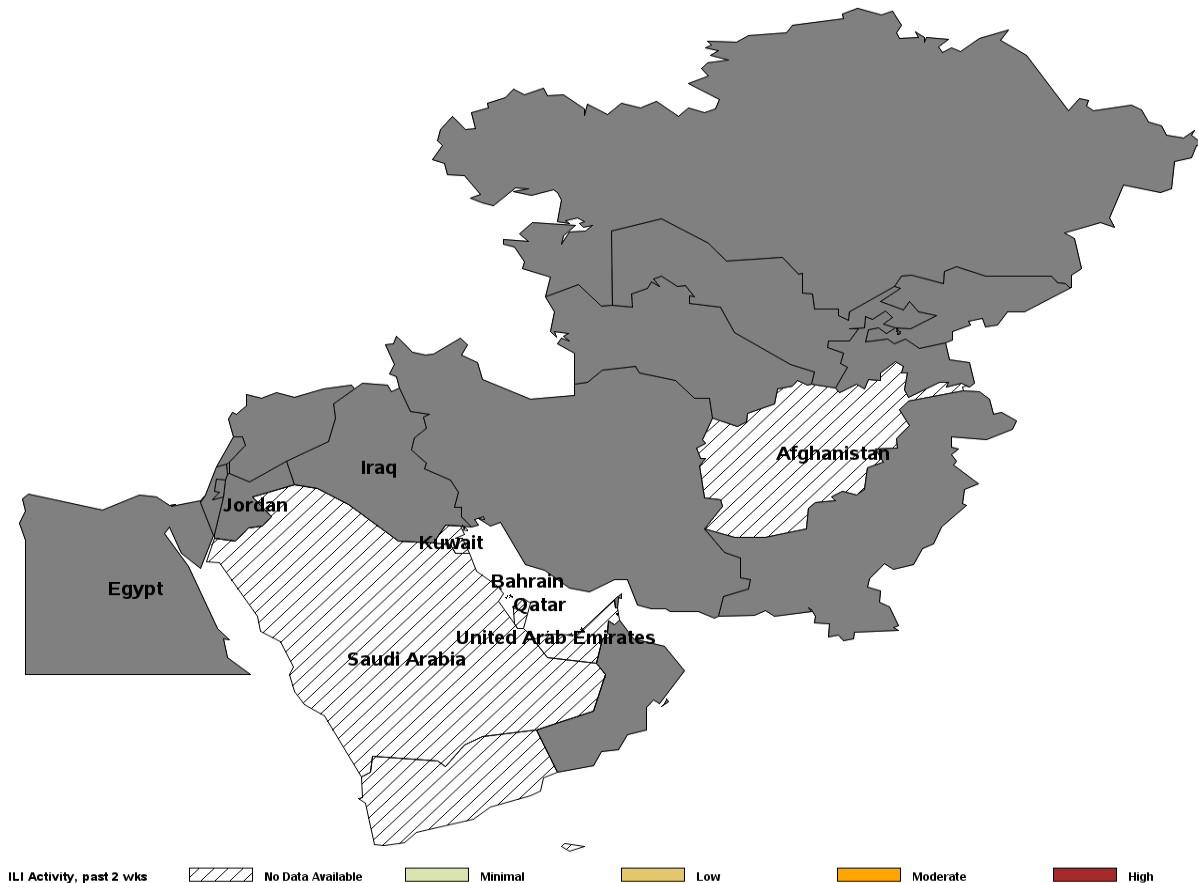 Afghanistan
Iraq
Jordan
Kuwait
Bahrain
Egypt
Qatar
United Arab Emirates
Saudi Arabia
ILI Activity, past 2 wks No Data Available Minimal Low Moderate High